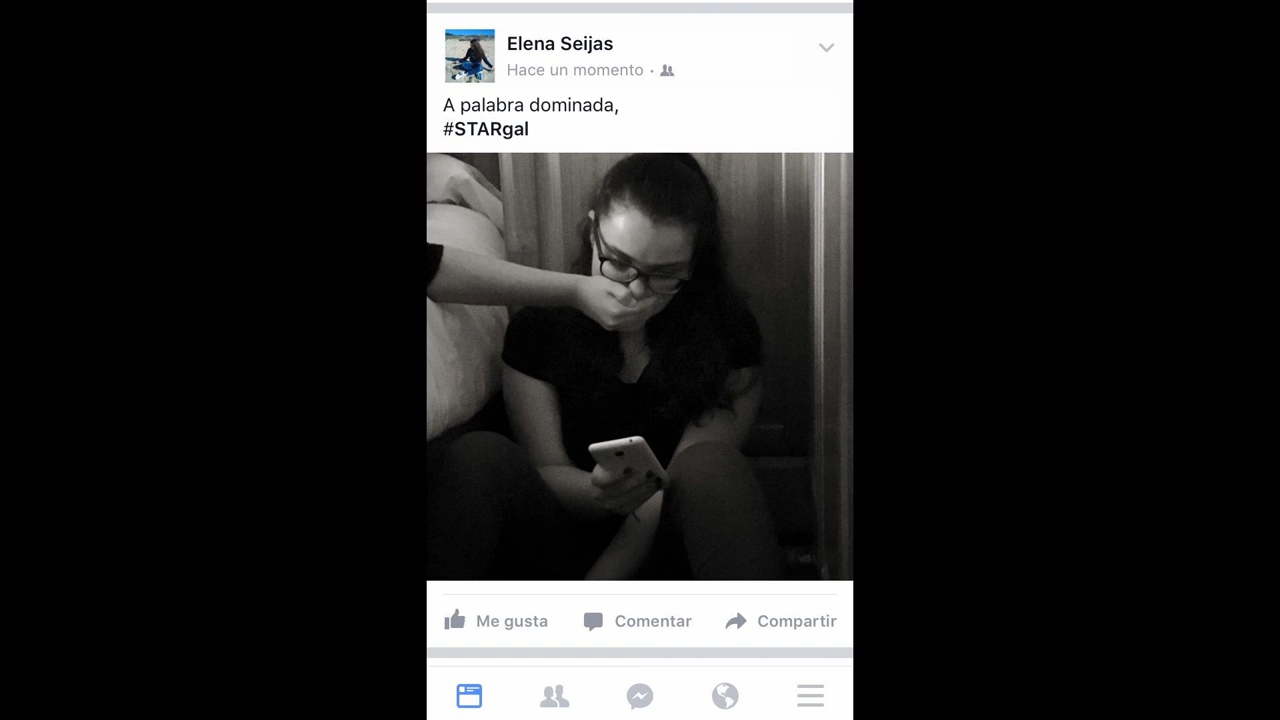 Elena Seijas
Hace un momento ·
A palabra dominada,
#STARgal
Me gusta Comentar Compartir